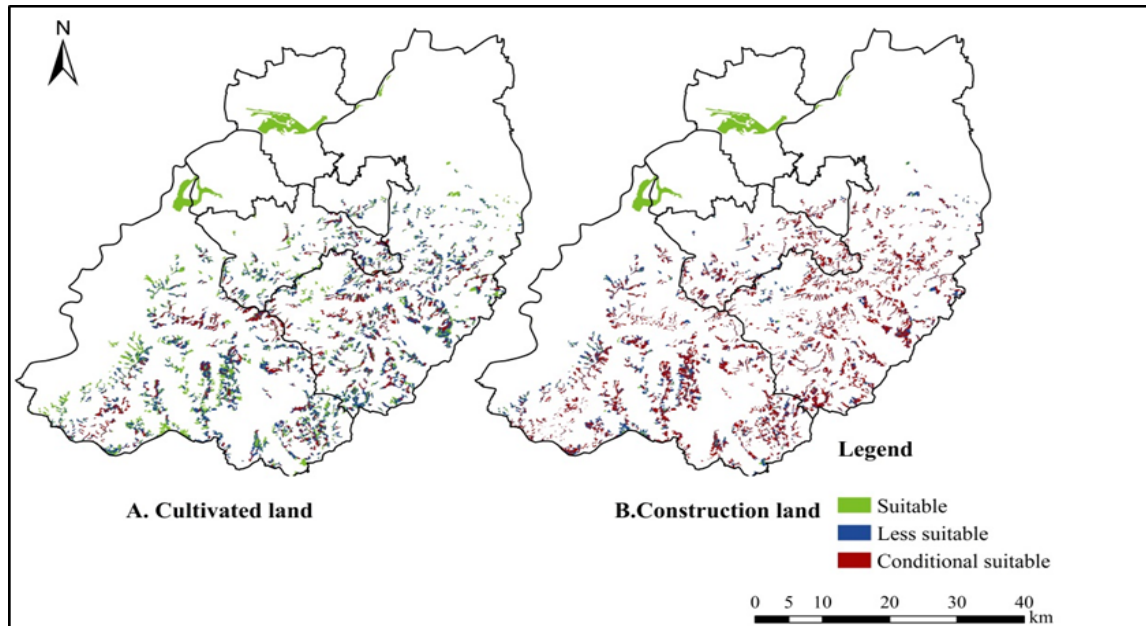 N
A. Cultivated land
B.Construction land
Legend
Suitable
Less suitable
Conditional suitable
0 5 10 20 30 40
km